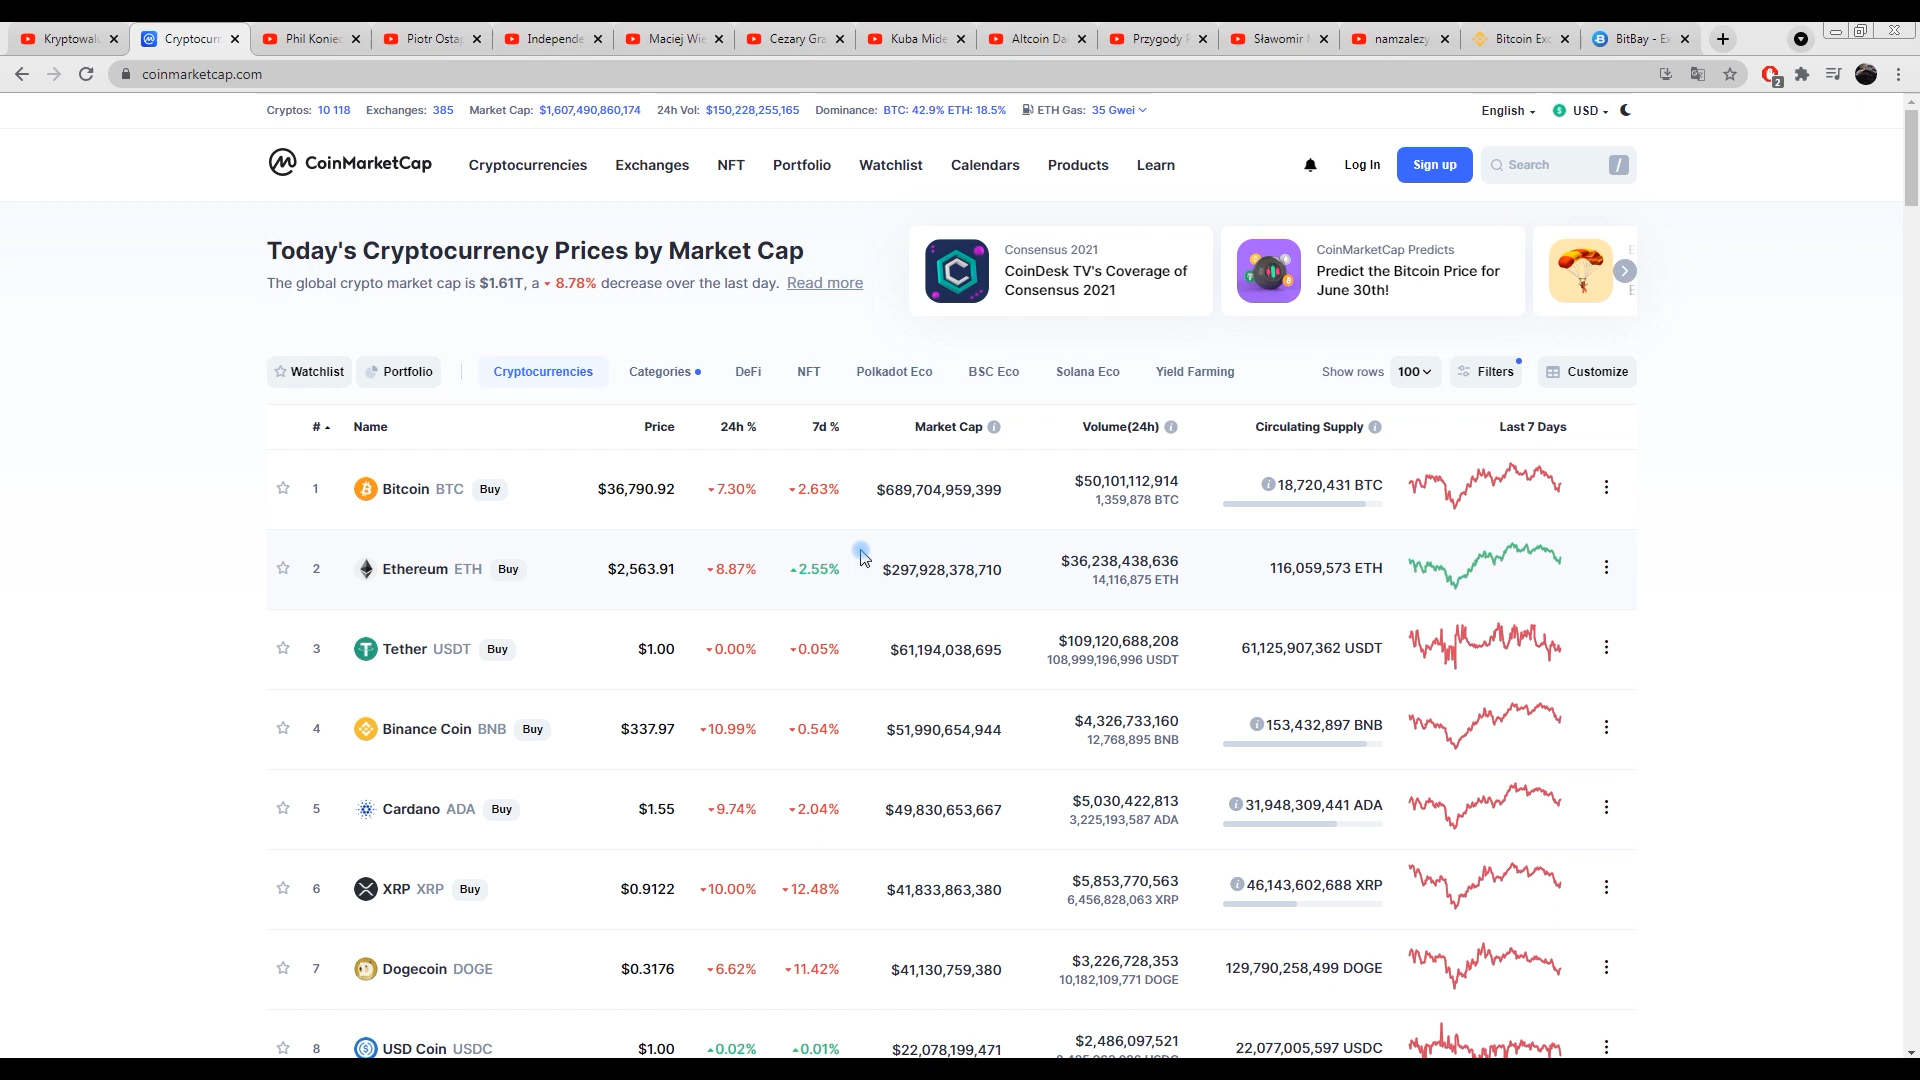 Kryptowal
Cryptocurr
Phil Koniec
Piotr Osta
Independe
Maciej Wie
Cezary Gra
Kuba Mide
Altcoin Da
Przygody
Sławomir
namzalezy
Bitcoin Exc
BitBay - Ex
coinmarketcap.com
2
Cryptos: 10 118 Exchanges: 385 Market Cap: $1,607,490,860,174 24h Vol: $150,228,255,165 Dominance: BTC: 42.9% ETH: 18.5% ETH Gas: 35 Gwei
English
USD
CoinMarketCap
Cryptocurrencies Exchanges NFT Portfolio Watchlist Calendars Products Learn
Log In
Sign up
Search /
Today's Cryptocurrency Prices by Market Cap
The global crypto market cap is $1.61T, a 8.78% decrease over the last day. Read more
Consensus 2021
CoinDesk TV's Coverage of
Consensus 2021
CoinMarketCap Predicts
Predict the Bitcoin Price for
June 30th!
Watchlist Portfolio Cryptocurrencies Categories DeFi NFT Polkadot Eco BSC Eco Solana Eco Yield Farming Show rows 100 Filters Customize
# Name Price 24h % 7d % Market Cap Volume(24h) Circulating Supply Last 7 Days
1 Bitcoin BTC Buy $36,790.92 7.30% 2.63% $689,704,959,399 $50,101,112,914 18,720,431 BTC
1,359,878 BTC
2 Ethereum ETH Buy $2,563.91 8.87% 2.55% $297,928,378,710 $36,238,438,636 116,059,573 ETH
14,116,875 ETH
3 Tether USDT Buy $1.00 0.00% 0.05% $61,194,038,695 $109,120,688,208 61,125,907,362 USDT
108,999,196,996 USDT
4 Binance Coin BNB Buy $337.97 10.99% 0.54% $51,990,654,944 $4,326,733,160 153,432,897 BNB
12,768,895 BNB
5 Cardano ADA Buy $1.55 9.74% 2.04% $49,830,653,667 $5,030,422,813 31,948,309,441 ADA
3,225,193,587 ADA
6 XRP XRP Buy $0.9122 10.00% 12.48% $41,833,863,380 $5,853,770,563 46,143,602,688 XRP
6,456,828,063 XRP
7 Dogecoin DOGE $0.3176 6.62% 11.42% $41,130,759,380 $3,226,728,353 129,790,258,499 DOGE
10,182,109,771 DOGE
8 USD Coin USDC $1.00 0.02% 0.01% $22,078,199,471 $2,486,097,521 22,077,005,597 USDC